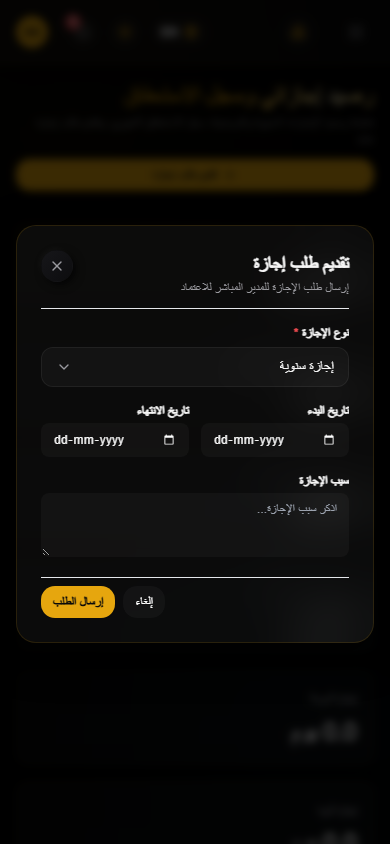 تقديم طلب إجازة
إرسال طلب الإجازة للمدير المباشر للاعتماد
نوع الإجازة *
إجازة سنوية
تاريخ البدء
تاريخ الانتهاء
dd-mm-yyyy
dd-mm-yyyy
سبب الإجازة
اذكر سبب الإجازة...
إلغاء
إرسال الطلب